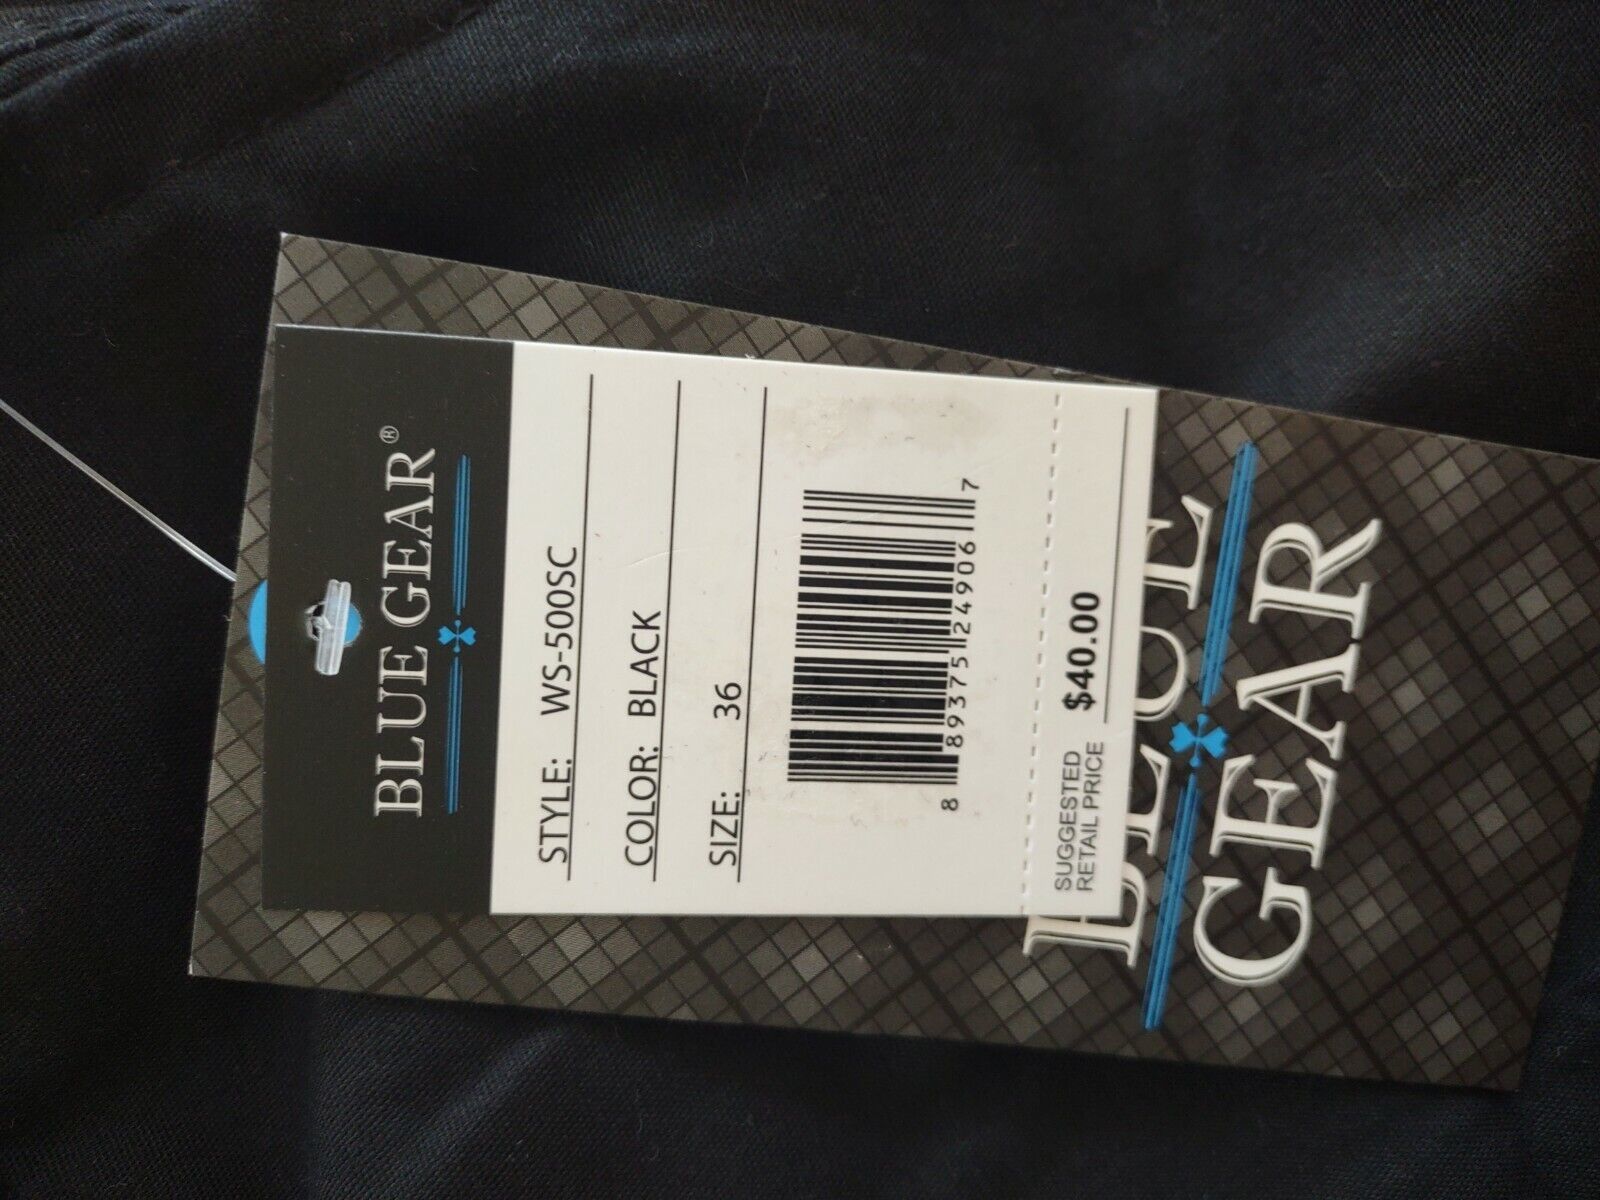 BLUE GEAR®
STYLE: WS-500SC
COLOR: BLACK
SIZE: 36
8 89375 24906 7
SUGGESTED
RETAIL PRICE $40.00
BLUE
GEAR